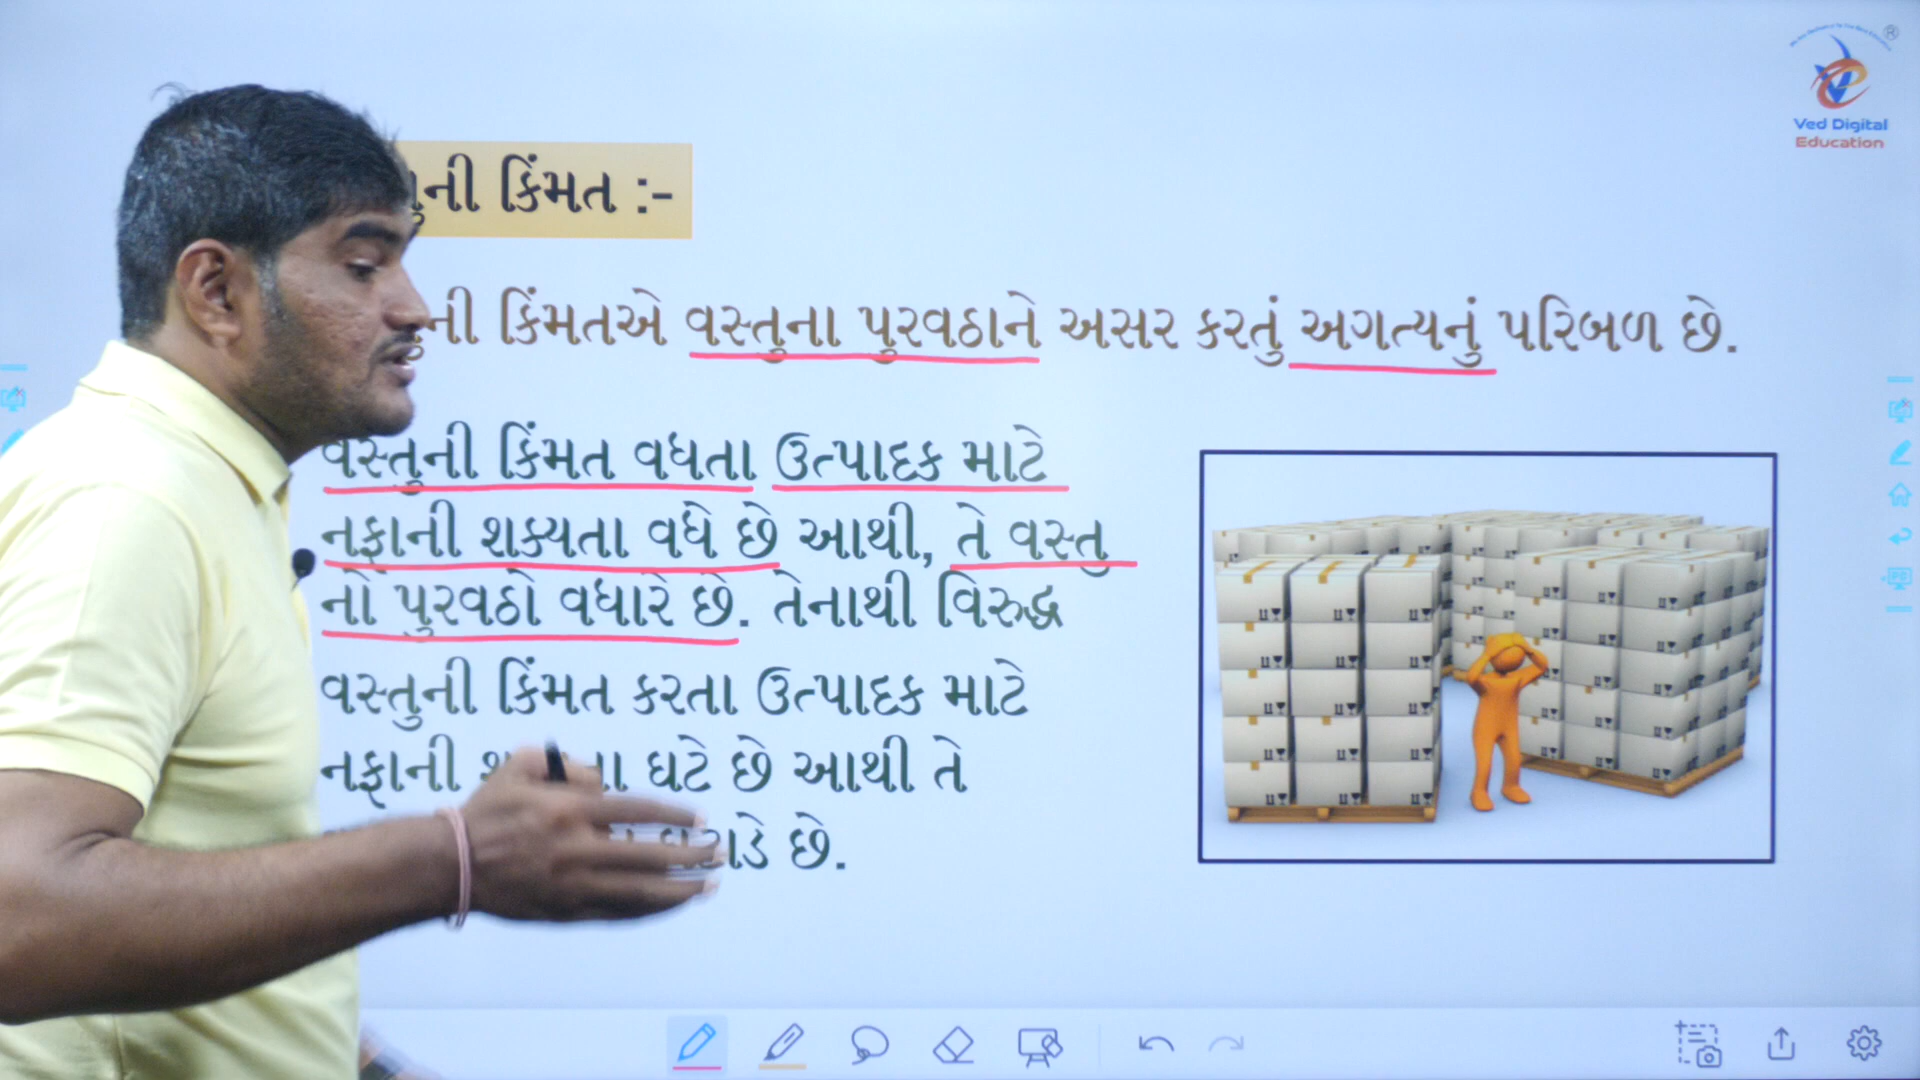 Ved Digital
Education
ની કિંમત :-
ની કિંમતએ વસ્તુના પુરવઠાને અસર કરતું અગત્યનું પરિબળ છે.
વસ્તુની કિંમત વધતા ઉત્પાદક માટે
નફાની શક્યતા વધે છે આથી, તે વસ્તુ
નો પુરવઠો વધારે છે. તેનાથી વિરુદ્ધ
વસ્તુની કિંમત કરતા ઉત્પાદક માટે
નફાની ઘટે છે આથી તે
છે.